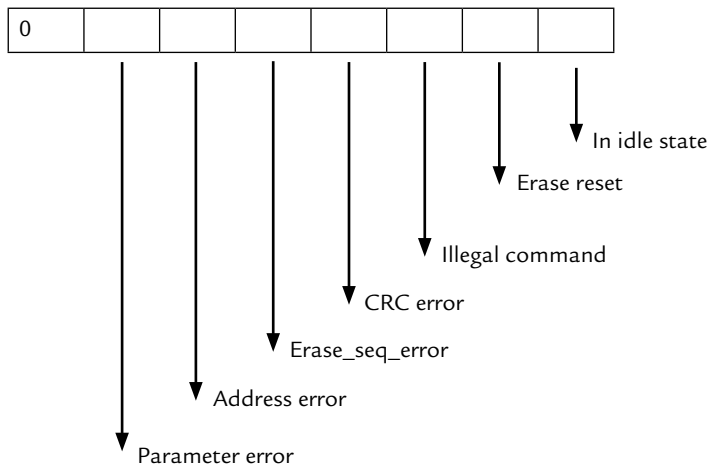 0
In idle state
Erase reset
Illegal command
CRC error
Erase_seq_error
Address error
Parameter error